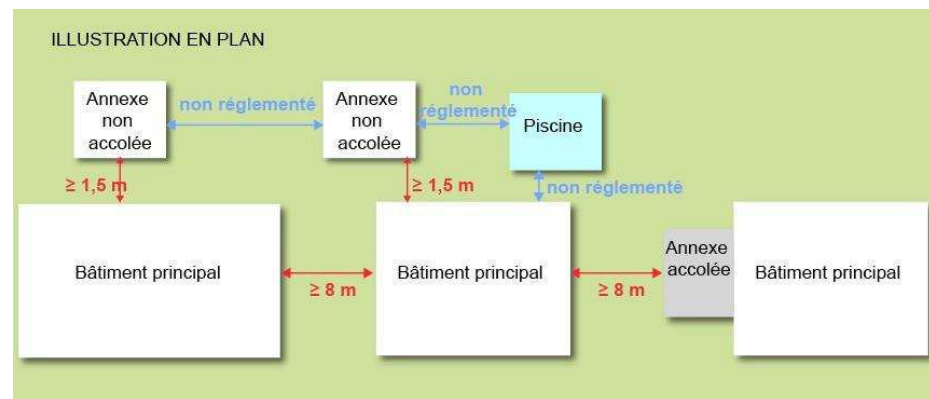 ILLUSTRATION EN PLAN
Annexe
non
accolée
non réglementé
Annexe
non
accolée
non
réglementé
Piscine
≥ 1,5 m
≥ 1,5 m
non réglementé
Bâtiment principal
≥ 8 m
Bâtiment principal
≥ 8 m
Annexe
accolée
Bâtiment principal